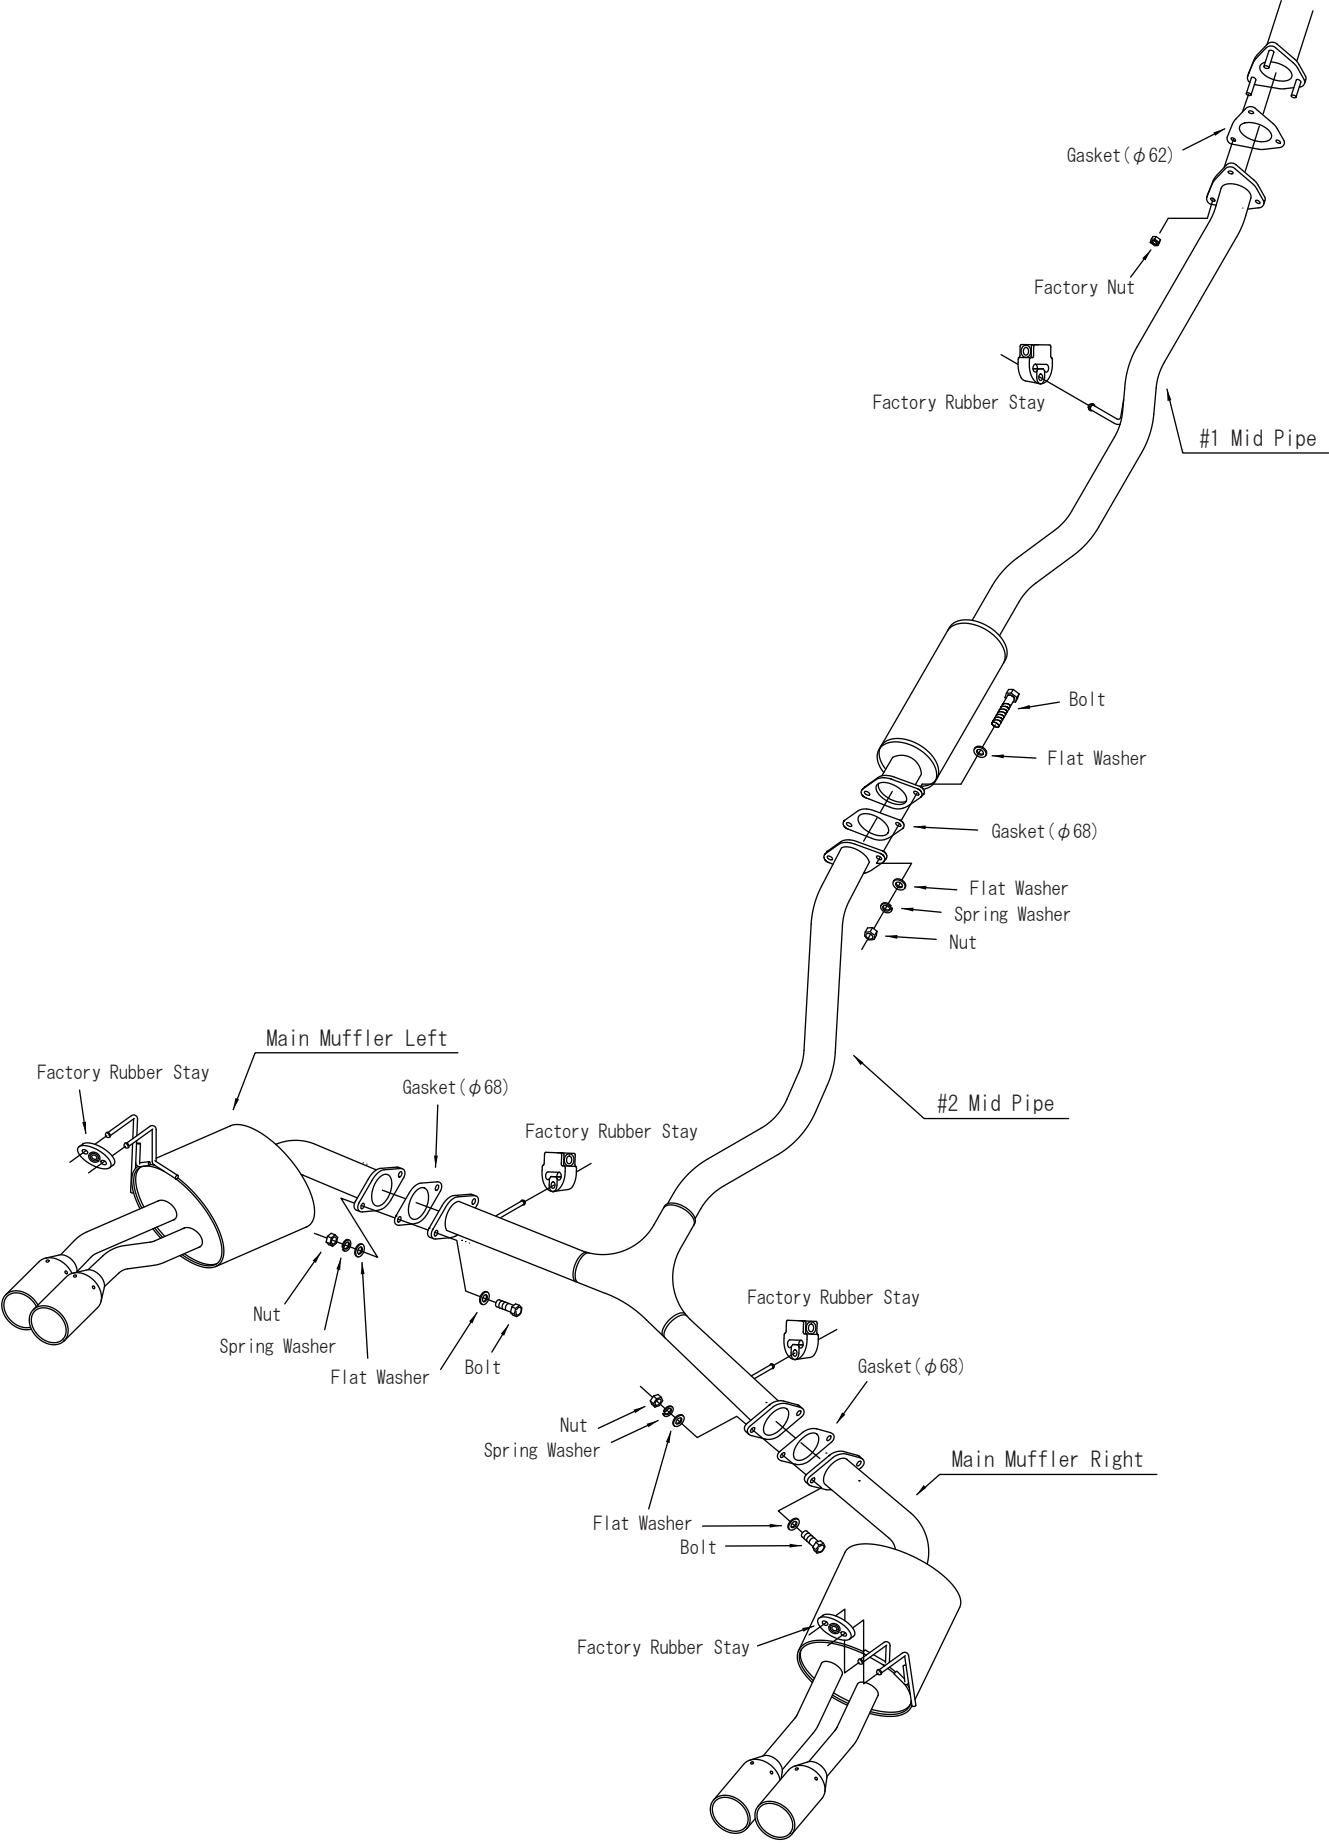 Gasket(φ62)
Factory Nut
Factory Rubber Stay
#1 Mid Pipe
Bolt
Flat Washer
Gasket(φ68)
Flat Washer
Spring Washer
Nut
Main Muffler Left
Factory Rubber Stay
Gasket(φ68)
#2 Mid Pipe
Factory Rubber Stay
Factory Rubber Stay
Nut
Spring Washer
Flat Washer
Bolt
Gasket(φ68)
Nut
Spring Washer
Main Muffler Right
Flat Washer
Bolt
Factory Rubber Stay